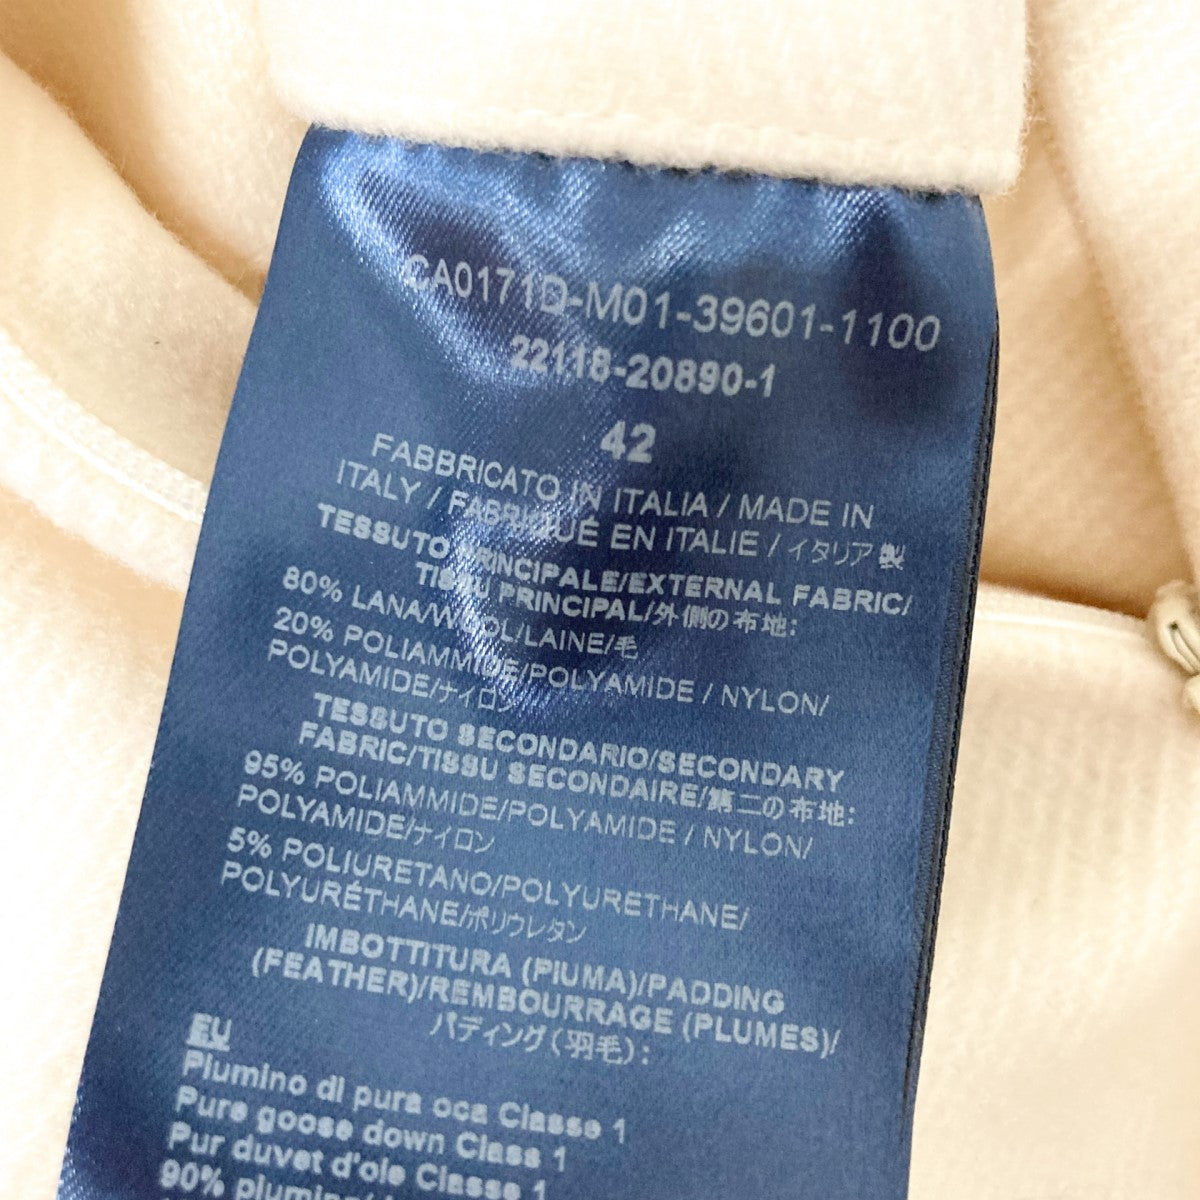 CA0171D-M01-39601-1100
22118-20890-1
42
FABBRICATO IN ITALIA / MADE IN
ITALY / FABRIQUÉ EN ITALIE / イタリア製
TESSUTO PRINCIPALE/EXTERNAL FABRIC/
TISSU PRINCIPAL/外側の布地:
80% LANA/WOOL/LAINE/毛
20% POLIAMMIDE/POLYAMIDE / NYLON/
POLYAMIDE/ナイロン
TESSUTO SECONDARIO/SECONDARY
FABRIC/TISSU SECONDAIRE/第二の布地:
95% POLIAMMIDE/POLYAMIDE / NYLON/
POLYAMIDE/ナイロン
5% POLIURETANO/POLYURETHANE/
POLYURÉTHANE/ポリウレタン
IMBOTTITURA (PIUMA)/PADDING
(FEATHER)/REMBOURRAGE (PLUMES)/
パディング(羽毛):
EU
Piumino di pura oca Classe 1
Pure goose down Class 1
Pur duvet d'oie Classe 1
90% piumino/